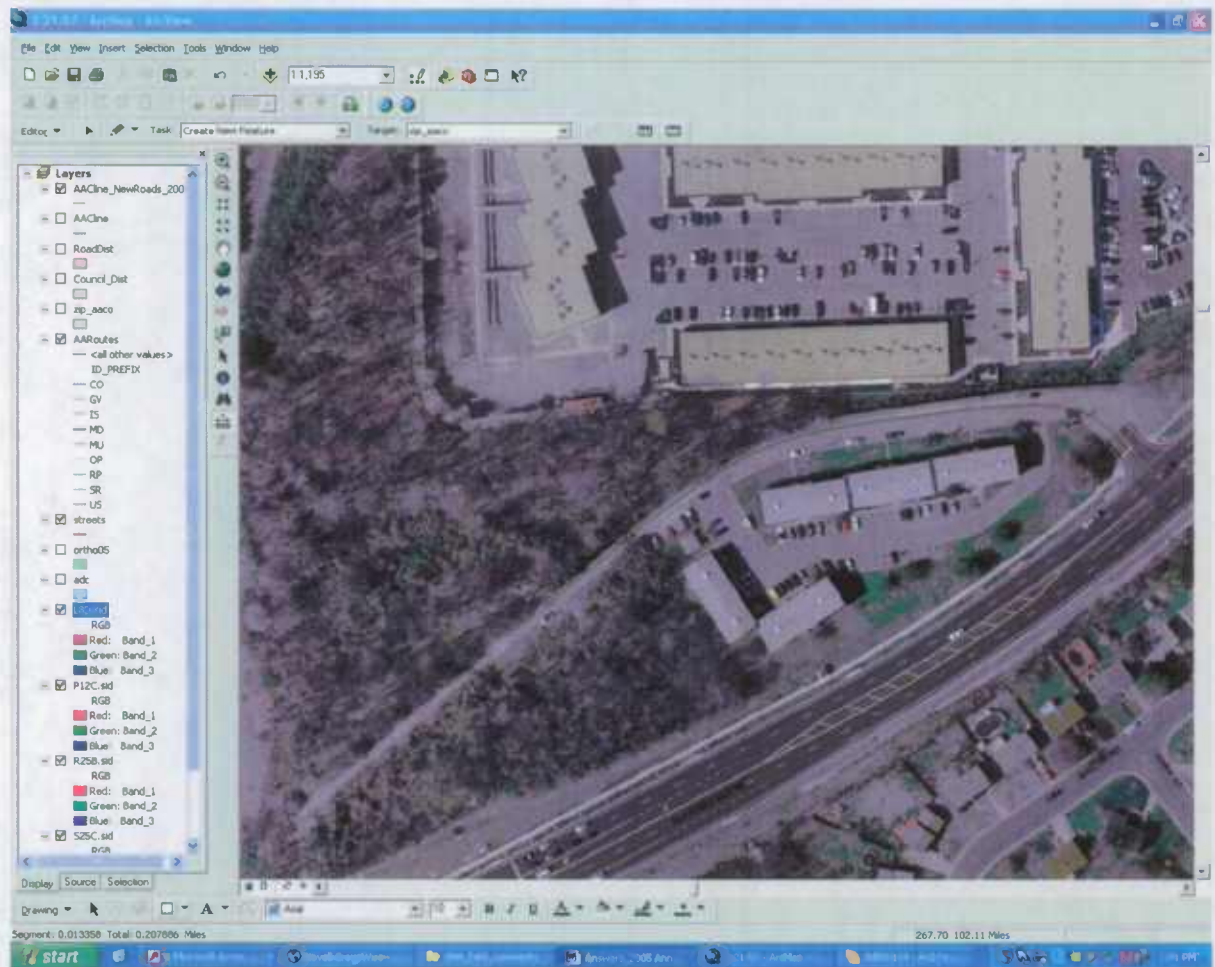 File Edit View Insert Selection Tools Window Help
11,195
Editor Task Create New Feature Target: zip_aaco
Layers
AACline_NewRoads_200
AACline
RoadDist
Council_Dist
zip_aaco
AARoutes
<all other values>
ID_PREFIX
CO
GV
IS
MD
MU
OP
RP
SR
US
streets
ortho05
adc
RGB
Red: Band_1
Green: Band_2
Blue: Band_3
P12C.sid
RGB
Red: Band_1
Green: Band_2
Blue: Band_3
R25B.sid
RGB
Red: Band_1
Green: Band_2
Blue: Band_3
S25C.sid
RGB
Display Source Selection
Drawing A Arial 10 B I U A
Segment: 0.013358 Total: 0.207886 Miles 267.70 102.11 Miles
start